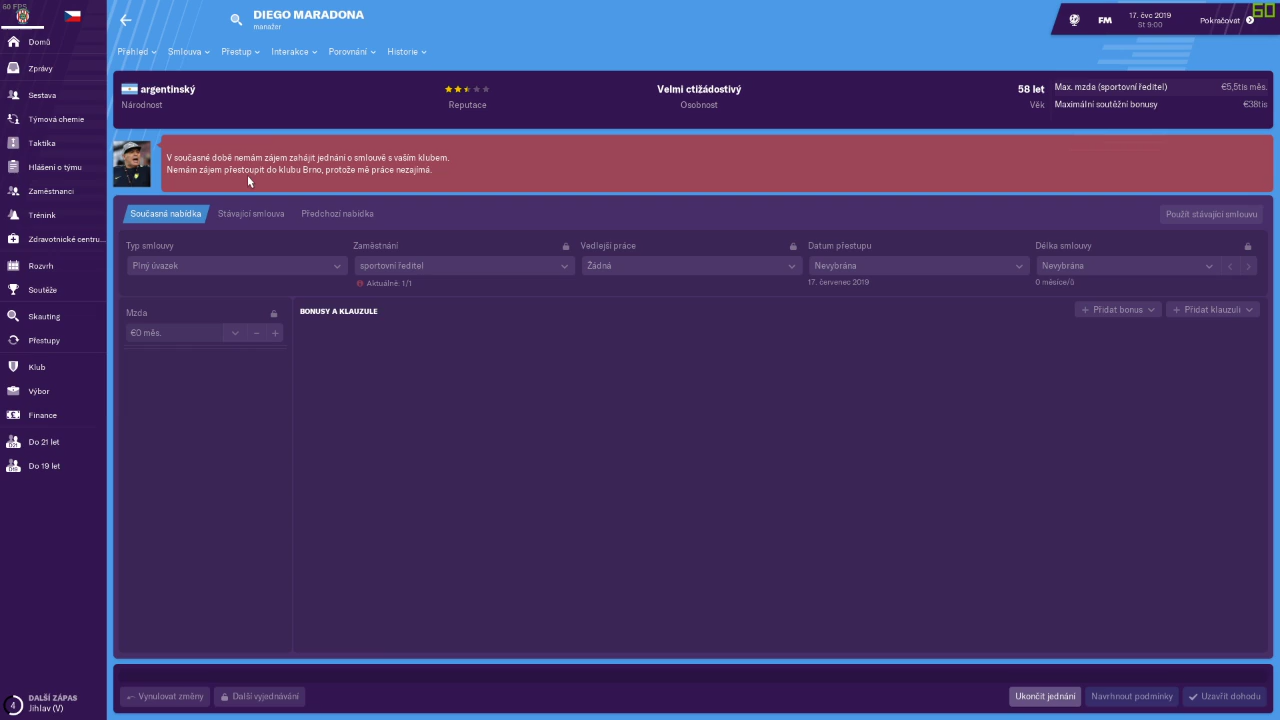 60 FPS
60
DIEGO MARADONA
manažer
17. čvc 2019
St 9:00
FM
Pokračovat
Přehled
Smlouva
Přestup
Interakce
Porovnání
Historie
Domů
Zprávy
Sestava
Týmová chemie
Taktika
Hlášení o týmu
Zaměstnanci
Trénink
Zdravotnické centru...
Rozvrh
Soutěže
Skauting
Přestupy
Klub
Výbor
Finance
Do 21 let
Do 19 let
4
DALŠÍ ZÁPAS
Jihlav (V)
argentinský
Národnost
Reputace
Velmi ctižádostivý
Osobnost
58 let
Věk
Max. mzda (sportovní ředitel)
€5,5tis měs.
Maximální soutěžní bonusy
€38tis
V současné době nemám zájem zahájit jednání o smlouvě s vaším klubem.
Nemám zájem přestoupit do klubu Brno, protože mě práce nezajímá.
Současná nabídka
Stávající smlouva
Předchozí nabídka
Použít stávající smlouvu
Typ smlouvy
Zaměstnání
Vedlejší práce
Datum přestupu
Délka smlouvy
Plný úvazek
sportovní ředitel
Žádná
Nevybrána
Nevybrána
Aktuálně: 1/1
17. červenec 2019
0 měsíce/ů
Mzda
€0 měs.
BONUSY A KLAUZULE
Přidat bonus
Přidat klauzuli
Vynulovat změny
Další vyjednávání
Ukončit jednání
Navrhnout podmínky
Uzavřít dohodu